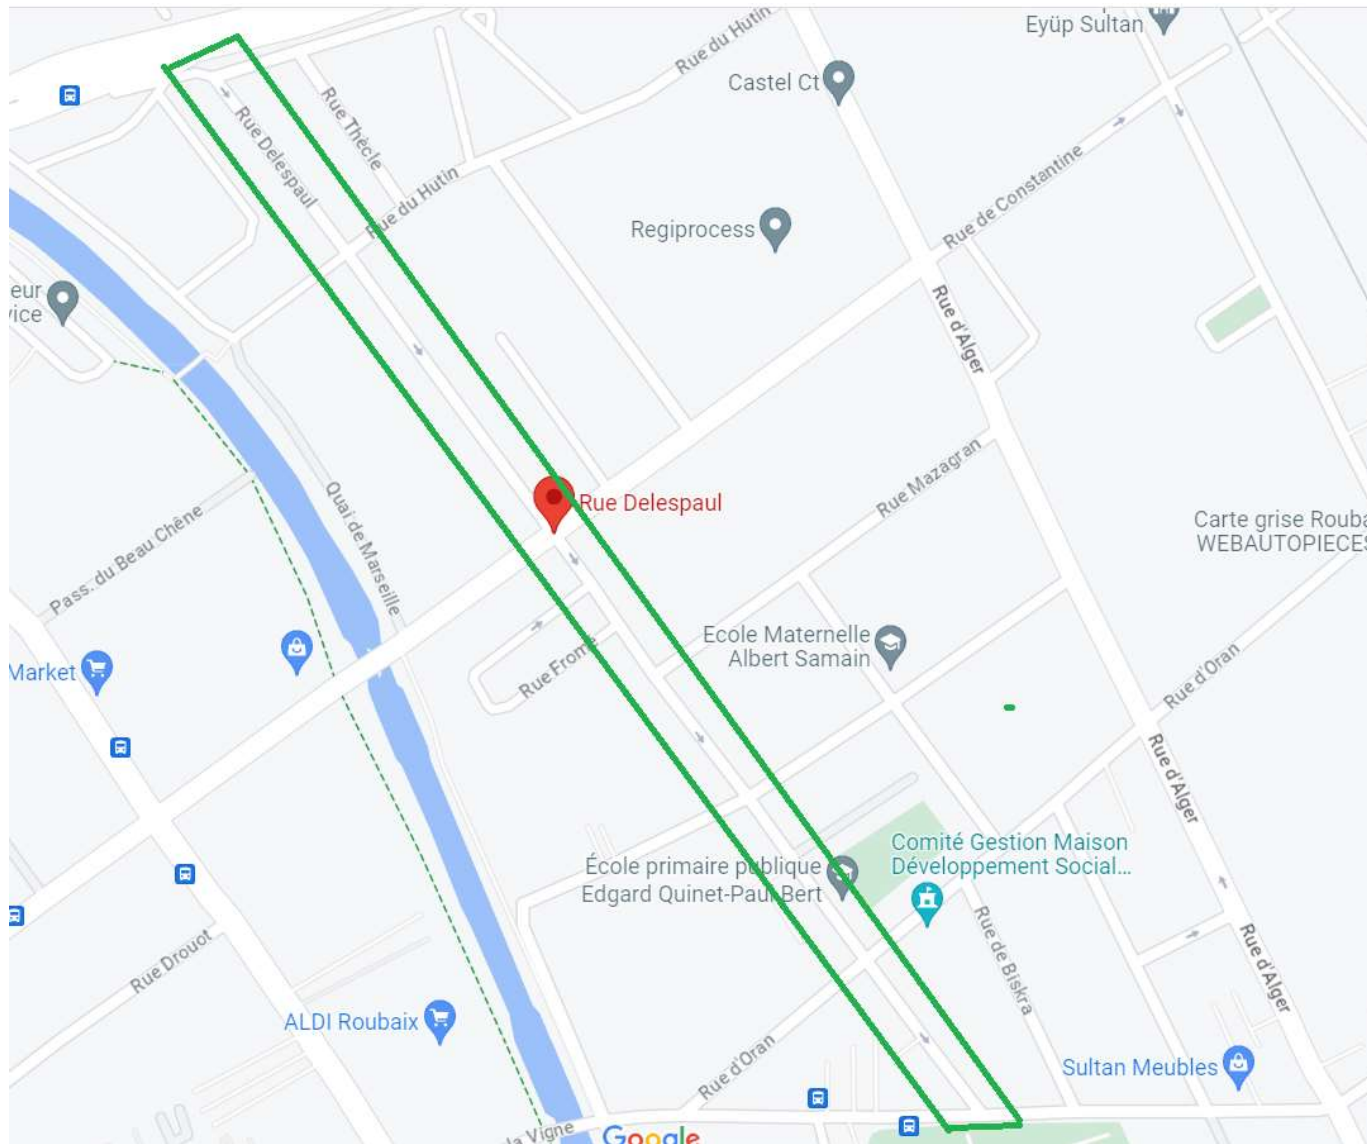 Eyüp Sultan
Rue du Hutin
Castel Ct
Rue Thècle
Rue Delespaul
Rue du Hutin
Rue de Constantine
Regiprocess
eur
vice
Rue d'Alger
Rue Mazagran
Quai de Marseille
Rue Delespaul
Pass. du Beau Chêne
Carte grise Rouba
WEBAUTOPIECES
Ecole Maternelle
Albert Samain
Rue d'Oran
Market
Rue d'Alger
Comité Gestion Maison
Développement Social...
École primaire publique
Edgard Quinet-Paul Bert
Rue Drouot
Rue de Biskra
Rue d'Alger
ALDI Roubaix
Rue d'Oran
Sultan Meubles
la Vigne
Google